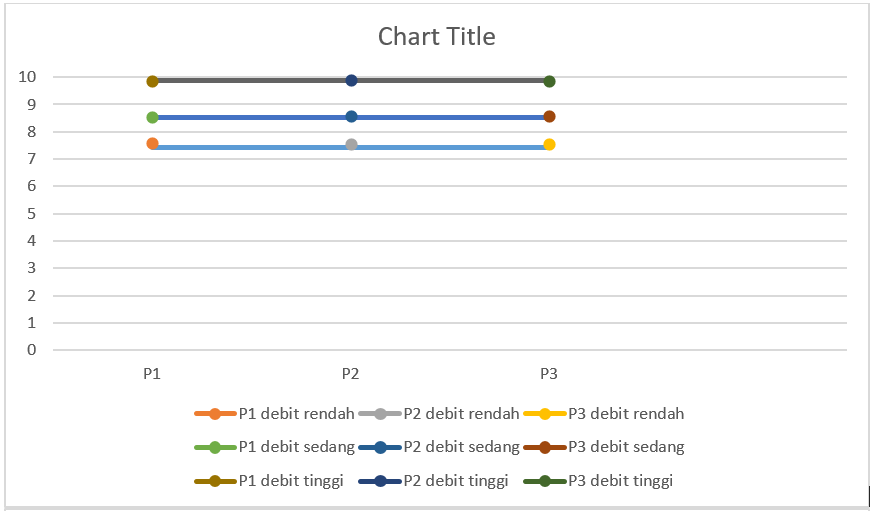 Chart Title
10
9
8
7
6
5
4
3
2
1
0
P1 P2 P3
P1 debit rendah P2 debit rendah P3 debit rendah
P1 debit sedang P2 debit sedang P3 debit sedang
P1 debit tinggi P2 debit tinggi P3 debit tinggi